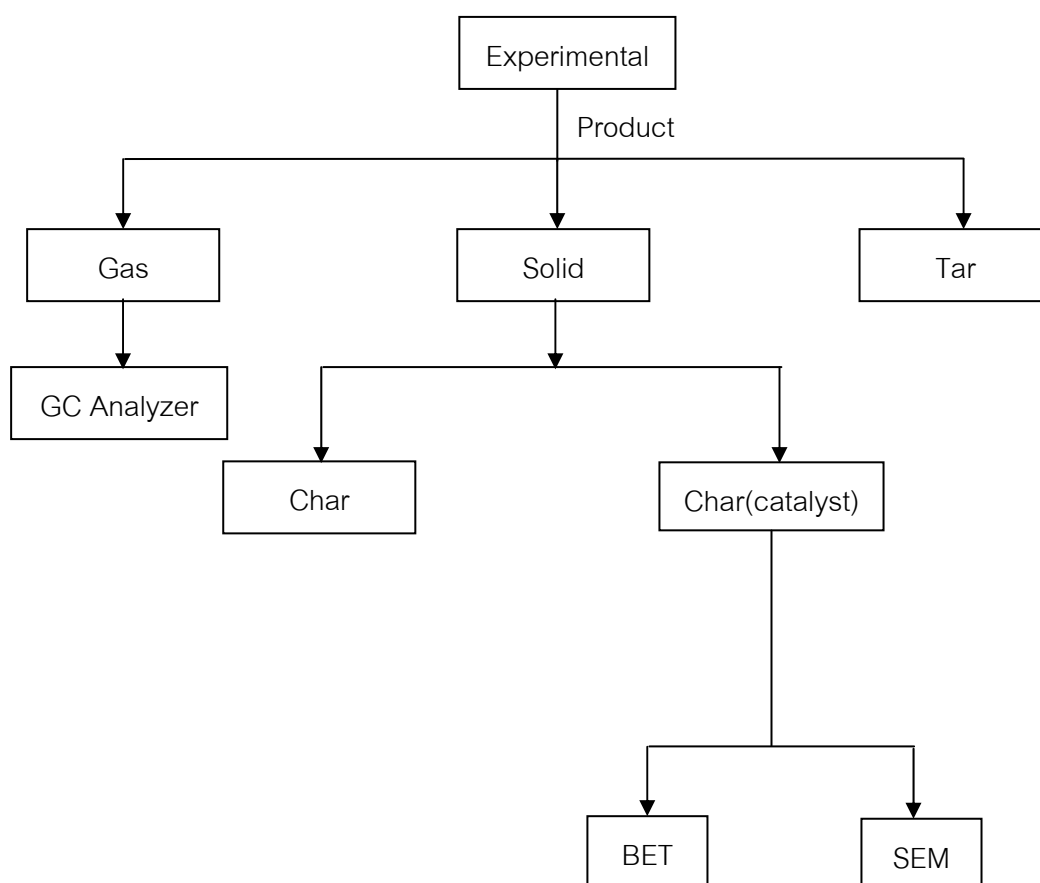 Experimental
Product
Gas
Solid
Tar
GC Analyzer
Char
Char(catalyst)
BET
SEM